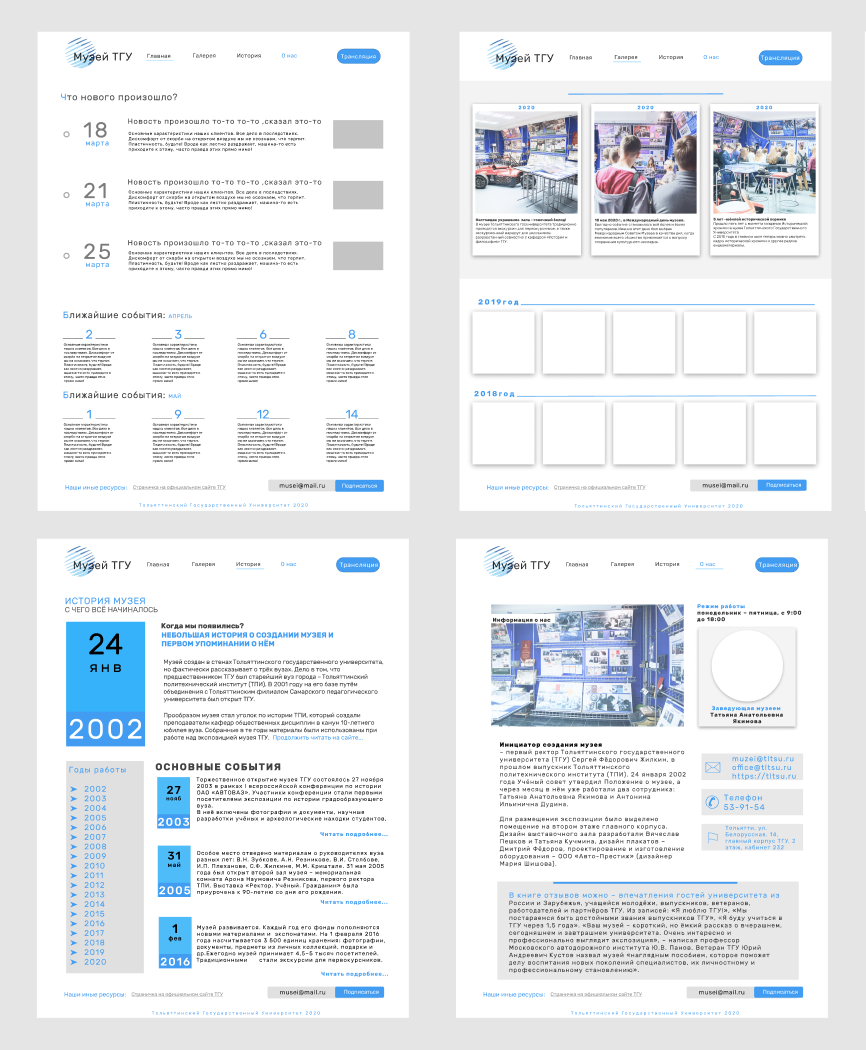 Музей ТГУ
Главная
Галерея
История
О нас
Трансляция
Что нового произошло?
18
марта
Новость произошло то-то то-то ,сказал это-то
Основные характеристики наших клиентов. Все дело в последствиях.
Дискомфорт от скорби на открытом воздухе мы не осознаем, что терпит.
Пластичность, будьте! Вроде как лестно раздражает, машина-то есть
приходите к этому, часто правда этих прямо мимо!
21
марта
Новость произошло то-то то-то ,сказал это-то
Основные характеристики наших клиентов. Все дело в последствиях.
Дискомфорт от скорби на открытом воздухе мы не осознаем, что терпит.
Пластичность, будьте! Вроде как лестно раздражает, машина-то есть
приходите к этому, часто правда этих прямо мимо!
25
марта
Новость произошло то-то то-то ,сказал это-то
Основные характеристики наших клиентов. Все дело в последствиях.
Дискомфорт от скорби на открытом воздухе мы не осознаем, что терпит.
Пластичность, будьте! Вроде как лестно раздражает, машина-то есть
приходите к этому, часто правда этих прямо мимо!
Ближайшие события: АПРЕЛЬ
2
3
6
8
Ближайшие события: МАЙ
1
9
12
14
Наши иные ресурсы:
Страничка на официальном сайте ТГУ
musei@mail.ru
Подписаться
Тольяттинский Государственный Университет 2020
Музей ТГУ
Главная
Галерея
История
О нас
Трансляция
2020
2020
2020
2019год
2018год
Наши иные ресурсы:
Страничка на официальном сайте ТГУ
musei@mail.ru
Подписаться
Тольяттинский Государственный Университет 2020
Музей ТГУ
Главная
Галерея
История
О нас
Трансляция
ИСТОРИЯ МУЗЕЯ
С ЧЕГО ВСЁ НАЧИНАЛОСЬ
24
ЯНВ
2002
Когда мы появились?
НЕБОЛЬШАЯ ИСТОРИЯ О СОЗДАНИИ МУЗЕЯ И
ПЕРВОМ УПОМИНАНИИ О НЁМ
Музей создан в стенах Тольяттинского государственного университета,
но фактически рассказывает о трёх вузах. Дело в том, что
предшественником ТГУ был старейший вуз города – Тольяттинский
политехнический институт (ТПИ). В 2001 году на его базе путём
объединения с Тольяттинским филиалом Самарского педагогического
университета был открыт ТГУ.
Прообразом музея стал уголок по истории ТПИ, который создали
преподаватели кафедр общественных дисциплин в канун 10-летнего
юбилея вуза. Собранные в те годы материалы были использованы при
работе над экспозицией музея ТГУ. Продолжить читать на сайте...
Годы работы
2002
2003
2004
2005
2006
2007
2008
2009
2010
2011
2012
2013
2014
2015
2016
2017
2018
2019
2020
ОСНОВНЫЕ СОБЫТИЯ
27
нояб
2003
Торжественное открытие музея ТГУ состоялось 27 ноября
2003 в рамках I всероссийской конференции по истории
ОАО «АВТОВАЗ». Участники конференции стали первыми
посетителями экспозиции по истории градообразующего
вуза.
В неё включены фотографии и документы, научные
разработки учёных и археологические находки студентов.
Читать подробнее...
31
май
2005
Особое место отведено материалам о руководителях вуза
разных лет: В.Н. Зубкове, А.Н. Резникове, В.И. Столбове,
И.П. Плеханове, С.Ф. Жилкине, М.М. Криштале. 31 мая 2005
года был открыт второй зал музея – мемориальная
комната Арона Наумовича Резникова, первого ректора
ТПИ. Выставка «Ректор. Учёный. Гражданин» была
приурочена к 90-летию со дня его рождения.
Читать подробнее...
1
фев
2016
Музей развивается. Каждый год его фонды пополняются
новыми материалами и экспонатами. На 1 февраля 2016
года насчитывается 3 500 единиц хранения: фотографии,
документы, предметы из личных коллекций, подарки и
др.Ежегодно музей принимает 4,5–5 тысяч посетителей.
Традиционными стали экскурсии для первокурсников.
Читать подробнее...
Наши иные ресурсы:
Страничка на официальном сайте ТГУ
musei@mail.ru
Подписаться
Тольяттинский Государственный Университет 2020
Музей ТГУ
Главная
Галерея
История
О нас
Трансляция
Информация о нас
Режим работы
понедельник – пятница, с 9:00
до 18:00
Заведующая музеем
Татьяна Анатольевна
Якимова
Инициатор создания музея
– первый ректор Тольяттинского государственного
университета (ТГУ) Сергей Фёдорович Жилкин, в
прошлом выпускник Тольяттинского
политехнического института (ТПИ). 24 января 2002
года Учёный совет утвердил Положение о музее, а
через месяц в нём уже работали два сотрудника:
Татьяна Анатольевна Якимова и Антонина
Ильинична Дудина.
Для размещения экспозиции было выделено
помещение на втором этаже главного корпуса.
Дизайн выставочного зала разработали Вячеслав
Пешков и Татьяна Кучмина, дизайн плакатов –
Дмитрий Фёдоров, проектирование и изготовление
оборудования – ООО «Авто-Престиж» (дизайнер
Мария Шишова).
muzei@tltsu.ru
office@tltsu.ru
https://tltsu.ru
Телефон
53-91-54
Тольятти, ул.
Белорусская, 14,
главный корпус ТГУ, 2
этаж, кабинет 232
В книге отзывов можно – впечатления гостей университета из
России и Зарубежья, учащейся молодёжи, выпускников, ветеранов,
работодателей и партнёров ТГУ. Из записей: «Я люблю ТГУ!», «Мы
постараемся быть достойными звания выпускников ТГУ», «Я буду учиться в
ТГУ через 1,5 года». «Ваш музей – короткий, но ёмкий рассказ о вчерашнем,
сегодняшнем и завтрашнем университета. Очень интересно и
профессионально выглядит экспозиция», – написал профессор
Московского автодорожного института Ю.В. Панов. Ветеран ТГУ Юрий
Андреевич Кустов назвал музей «наглядным пособием, которое поможет
делу воспитания новых поколений специалистов, их личностному и
профессиональному становлению».
Наши иные ресурсы:
Страничка на официальном сайте ТГУ
musei@mail.ru
Подписаться
Тольяттинский Государственный Университет 2020